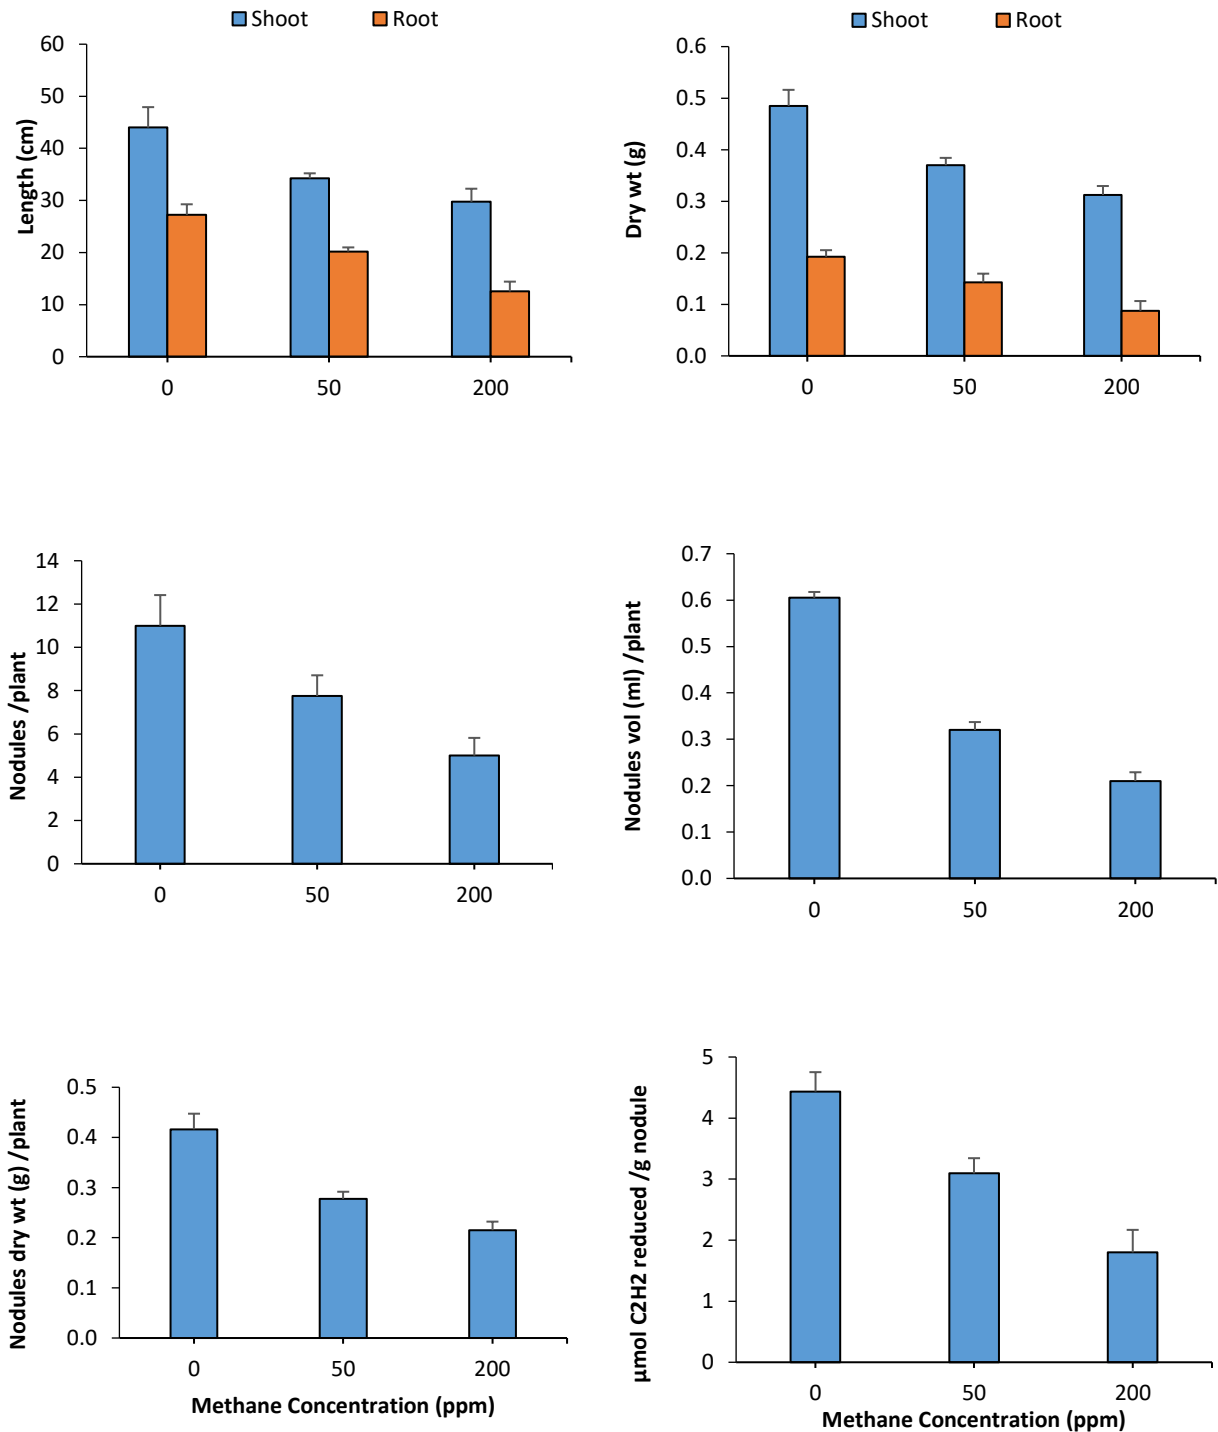 Shoot Root
Length (cm)
60
50
40
30
20
10
0
0 50 200
Shoot Root
Dry wt (g)
0.6
0.5
0.4
0.3
0.2
0.1
0.0
0 50 200
Nodules /plant
14
12
10
8
6
4
2
0
0 50 200
Nodules vol (ml) /plant
0.7
0.6
0.5
0.4
0.3
0.2
0.1
0.0
0 50 200
Nodules dry wt (g) /plant
0.5
0.4
0.3
0.2
0.1
0.0
0 50 200
Methane Concentration (ppm)
µmol C2H2 reduced /g nodule
5
4
3
2
1
0
0 50 200
Methane Concentration (ppm)